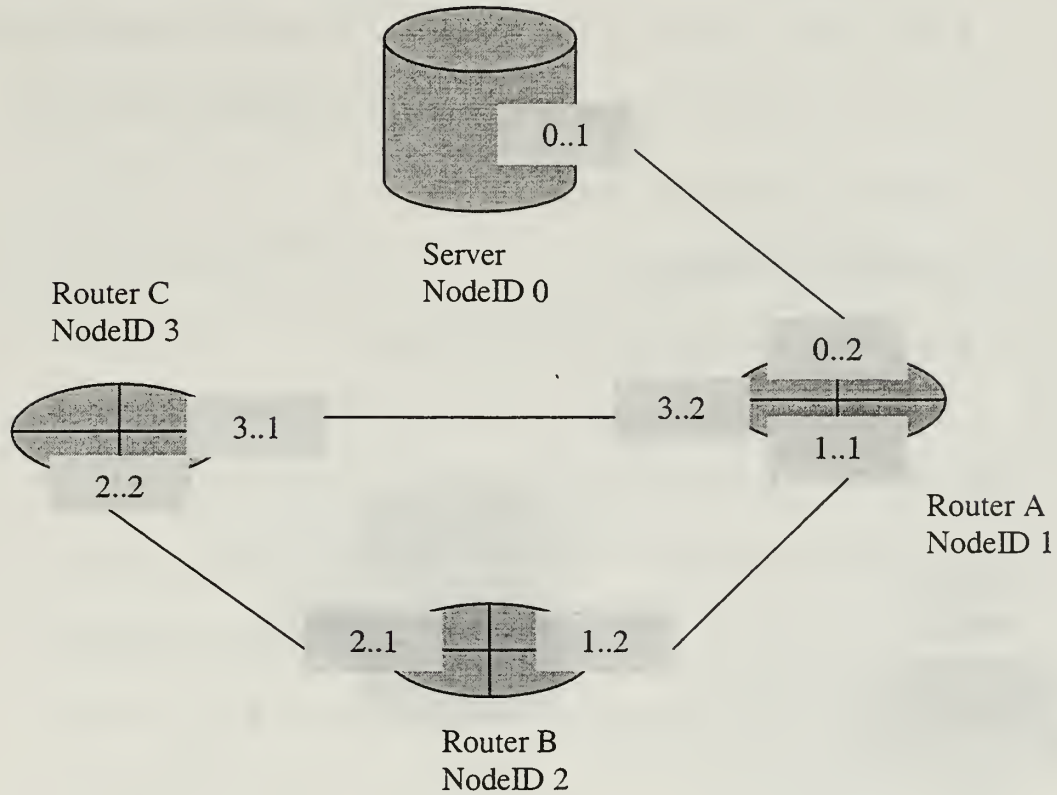 0..1
Server
NodeID 0
Router C
NodeID 3
0..2
3..1
3..2
1..1
2..2
Router A
NodeID 1
2..1
1..2
Router B
NodeID 2